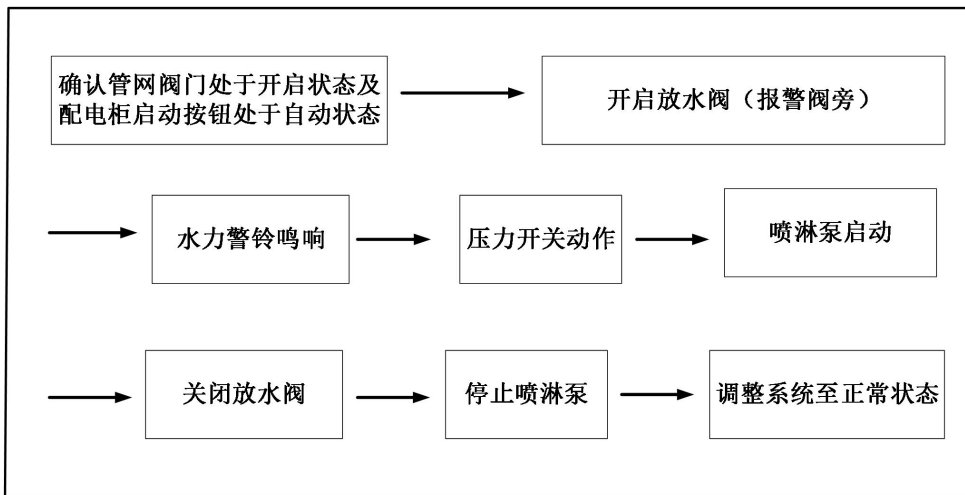 确认管网阀门处于开启状态及
配电柜启动按钮处于自动状态
开启放水阀（报警阀旁）
水力警铃鸣响
压力开关动作
喷淋泵启动
关闭放水阀
停止喷淋泵
调整系统至正常状态